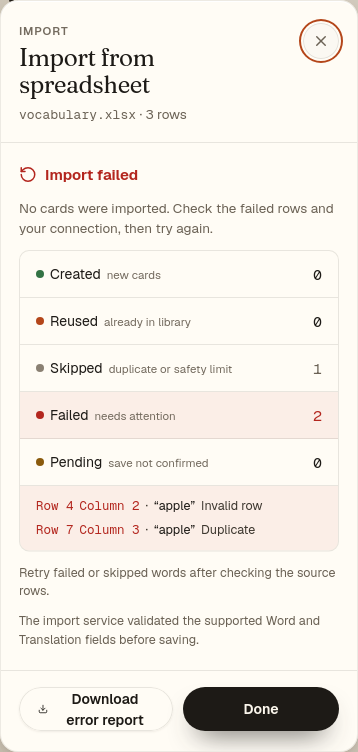 IMPORT
Import from
spreadsheet
vocabulary.xlsx · 3 rows
Import failed
No cards were imported. Check the failed rows and
your connection, then try again.
Created new cards 0
Reused already in library 0
Skipped duplicate or safety limit 1
Failed needs attention 2
Pending save not confirmed 0
Row 4 Column 2 · “apple” Invalid row
Row 7 Column 3 · “apple” Duplicate
Retry failed or skipped words after checking the source
rows.
The import service validated the supported Word and
Translation fields before saving.
Download
error report
Done